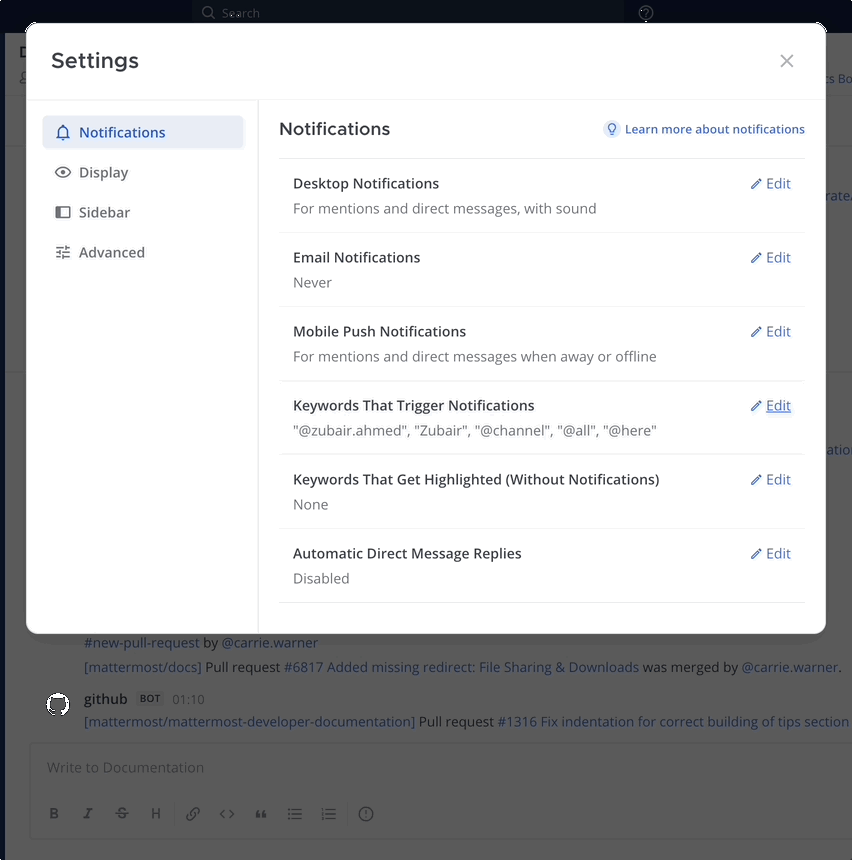 Search
Settings
Notifications
Display
Sidebar
Advanced
Notifications
Learn more about notifications
Desktop Notifications
Edit
For mentions and direct messages, with sound
Email Notifications
Edit
Never
Mobile Push Notifications
Edit
For mentions and direct messages when away or offline
Keywords That Trigger Notifications
Edit
"@zubair.ahmed", "Zubair", "@channel", "@all", "@here"
Keywords That Get Highlighted (Without Notifications)
Edit
None
Automatic Direct Message Replies
Edit
Disabled
#new-pull-request by @carrie.warner
[mattermost/docs] Pull request #6817 Added missing redirect: File Sharing & Downloads was merged by @carrie.warner.
github BOT 01:10
[mattermost/mattermost-developer-documentation] Pull request #1316 Fix indentation for correct building of tips section
Write to Documentation
B I S H